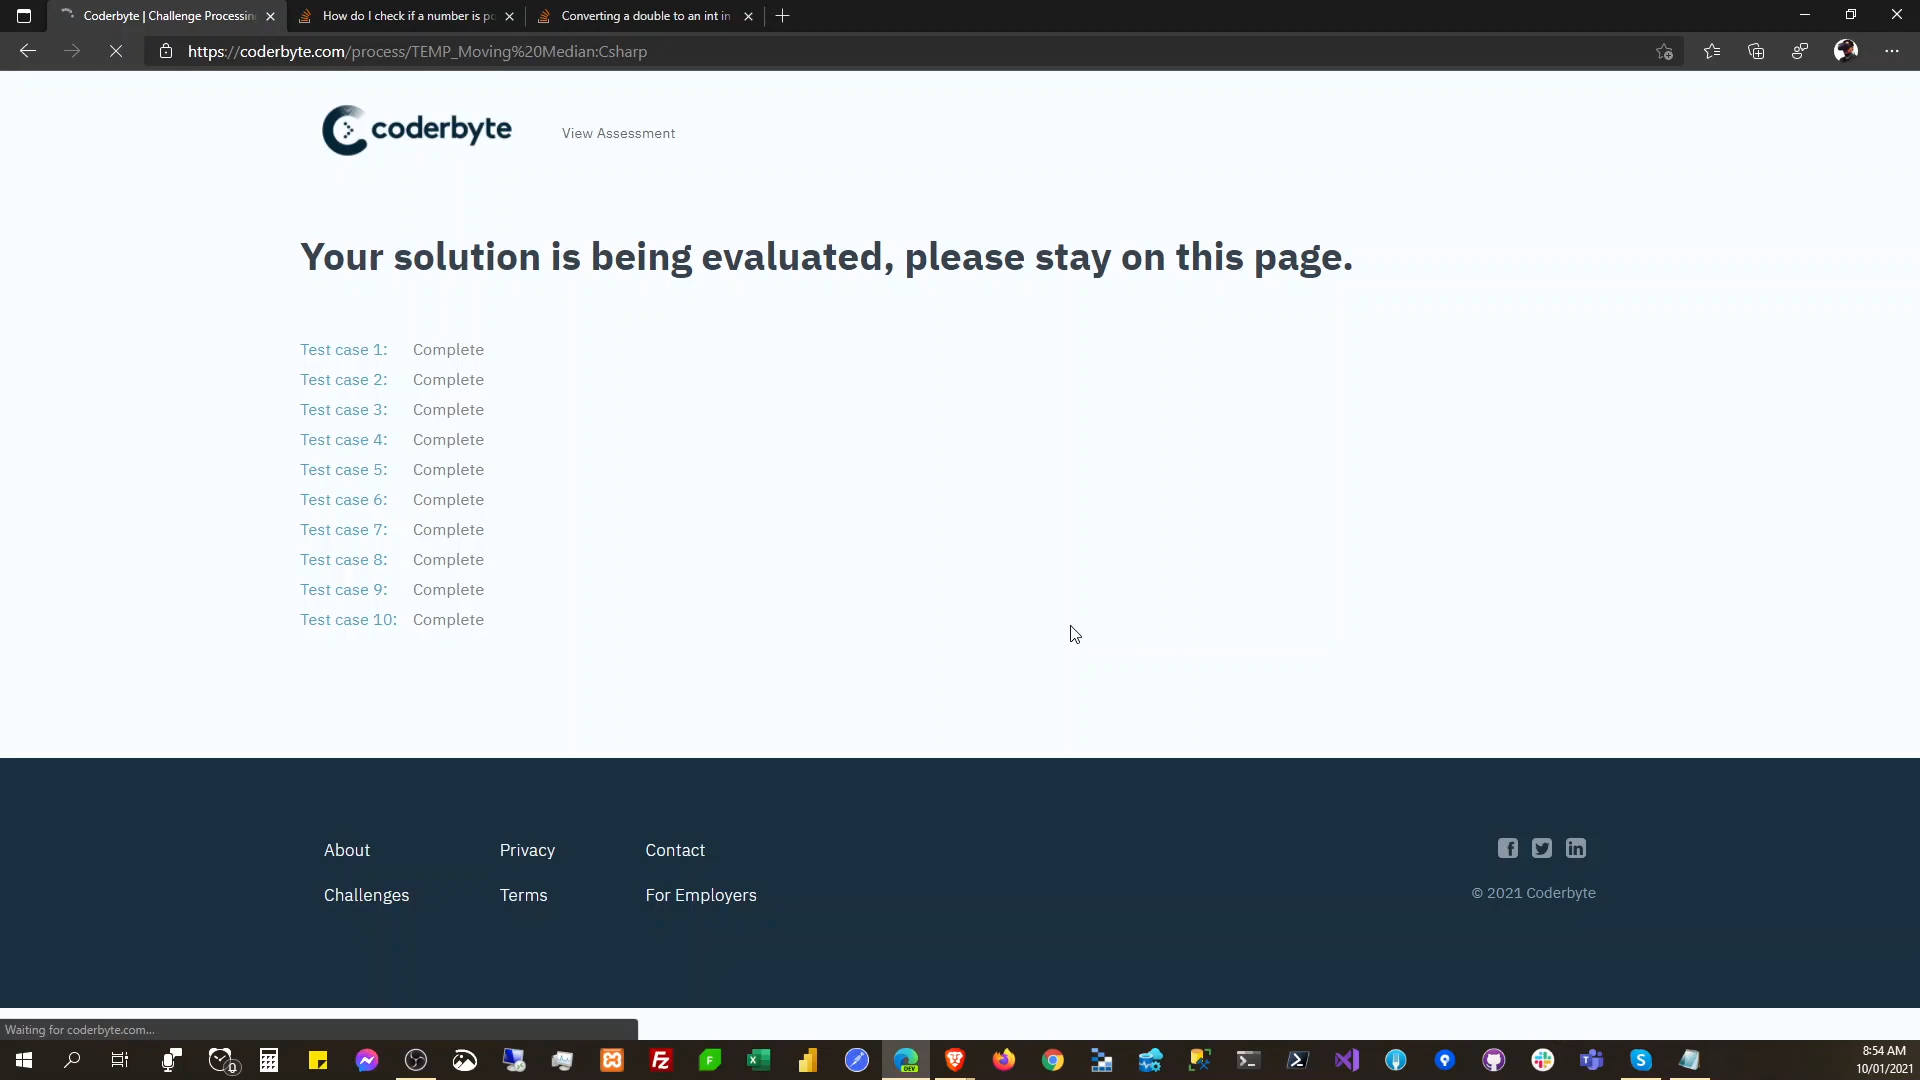 Coderbyte | Challenge Processin
How do I check if a number is po
Converting a double to an int in
https://coderbyte.com/process/TEMP_Moving%20Median:Csharp
coderbyte
View Assessment
Your solution is being evaluated, please stay on this page.
Test case 1: Complete
Test case 2: Complete
Test case 3: Complete
Test case 4: Complete
Test case 5: Complete
Test case 6: Complete
Test case 7: Complete
Test case 8: Complete
Test case 9: Complete
Test case 10: Complete
About Privacy Contact
Challenges Terms For Employers
© 2021 Coderbyte
Waiting for coderbyte.com...
DEV
8:54 AM
10/01/2021